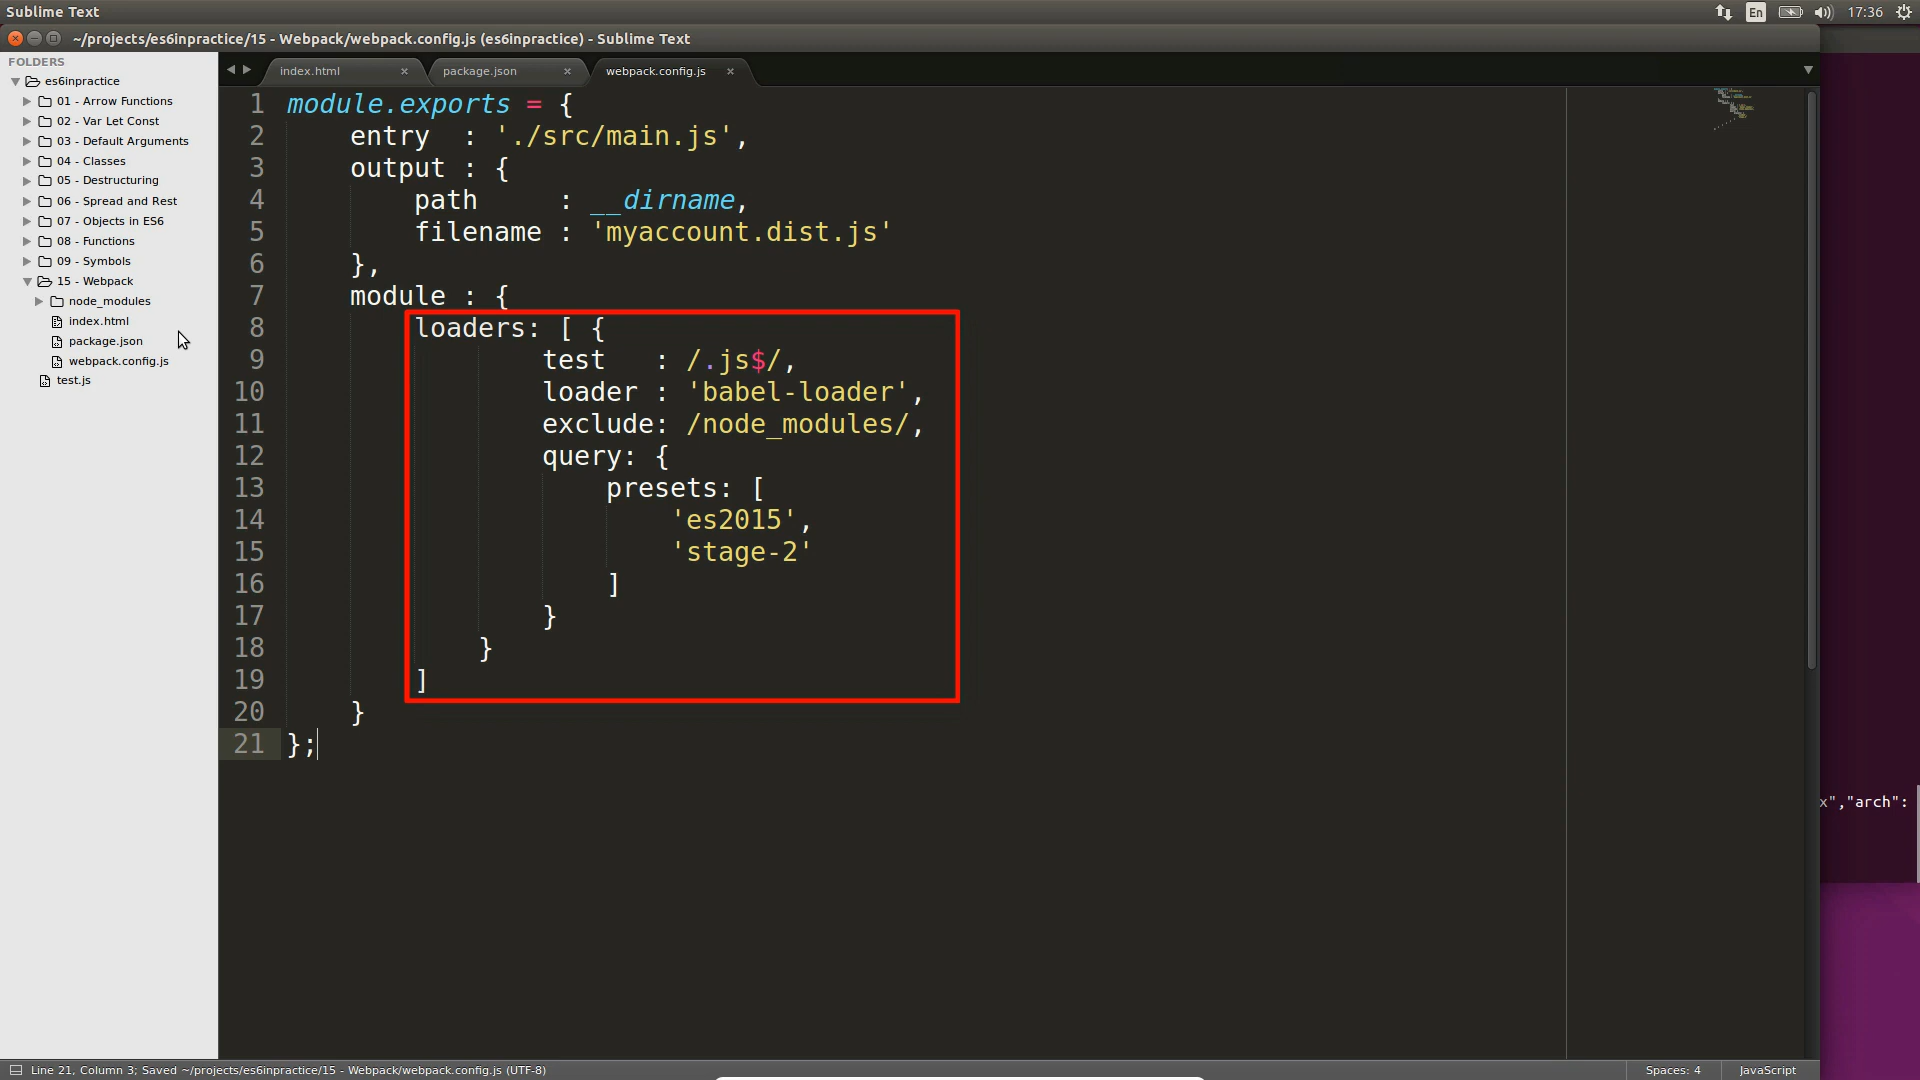 Sublime Text
En
17:36
~/projects/es6inpractice/15 - Webpack/webpack.config.js (es6inpractice) - Sublime Text
FOLDERS
es6inpractice
01 - Arrow Functions
02 - Var Let Const
03 - Default Arguments
04 - Classes
05 - Destructuring
06 - Spread and Rest
07 - Objects in ES6
08 - Functions
09 - Symbols
15 - Webpack
node_modules
index.html
package.json
webpack.config.js
test.js
index.html
package.json
webpack.config.js
1 module.exports = {
2     entry  : './src/main.js',
3     output : {
4         path     : __dirname,
5         filename : 'myaccount.dist.js'
6     },
7     module : {
8         loaders: [ {
9                 test   : /.js$/,
10                 loader : 'babel-loader',
11                 exclude: /node_modules/,
12                 query: {
13                     presets: [
14                         'es2015',
15                         'stage-2'
16                     ]
17                 }
18             }
19         ]
20     }
21 };
x","arch":
Line 21, Column 3; Saved ~/projects/es6inpractice/15 - Webpack/webpack.config.js (UTF-8)
Spaces: 4
JavaScript